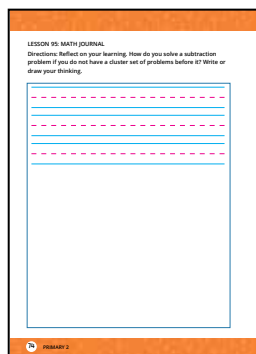 LESSON 95: MATH JOURNAL
Directions: Reflect on your learning. How do you solve a subtraction
problem if you do not have a cluster set of problems before it? Write or
draw your thinking.
74 PRIMARY 2